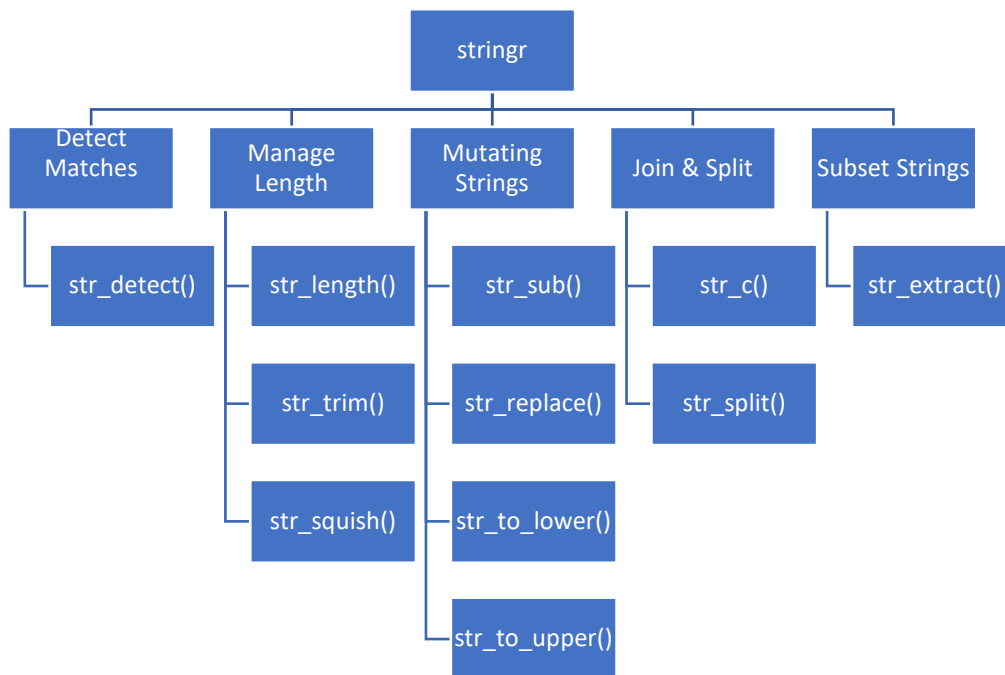 stringr
Detect
Matches
Manage
Length
Mutating
Strings
Join & Split
Subset Strings
str_detect()
str_length()
str_sub()
str_c()
str_extract()
str_trim()
str_replace()
str_split()
str_squish()
str_to_lower()
str_to_upper()